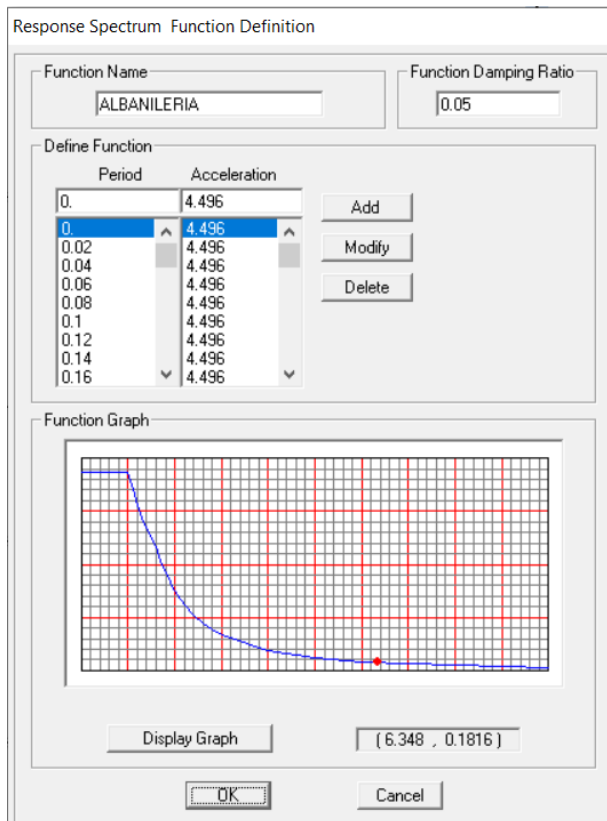 Response Spectrum Function Definition
Function Name
Function Damping Ratio
ALBANILERIA
0.05
Define Function
Period Acceleration
0. 4.496
Add
0. 4.496
0.02 4.496
Modify
0.04 4.496
0.06 4.496
Delete
0.08 4.496
0.1 4.496
0.12 4.496
0.14 4.496
0.16 4.496
Function Graph
Display Graph
( 6.348 , 0.1816 )
OK
Cancel